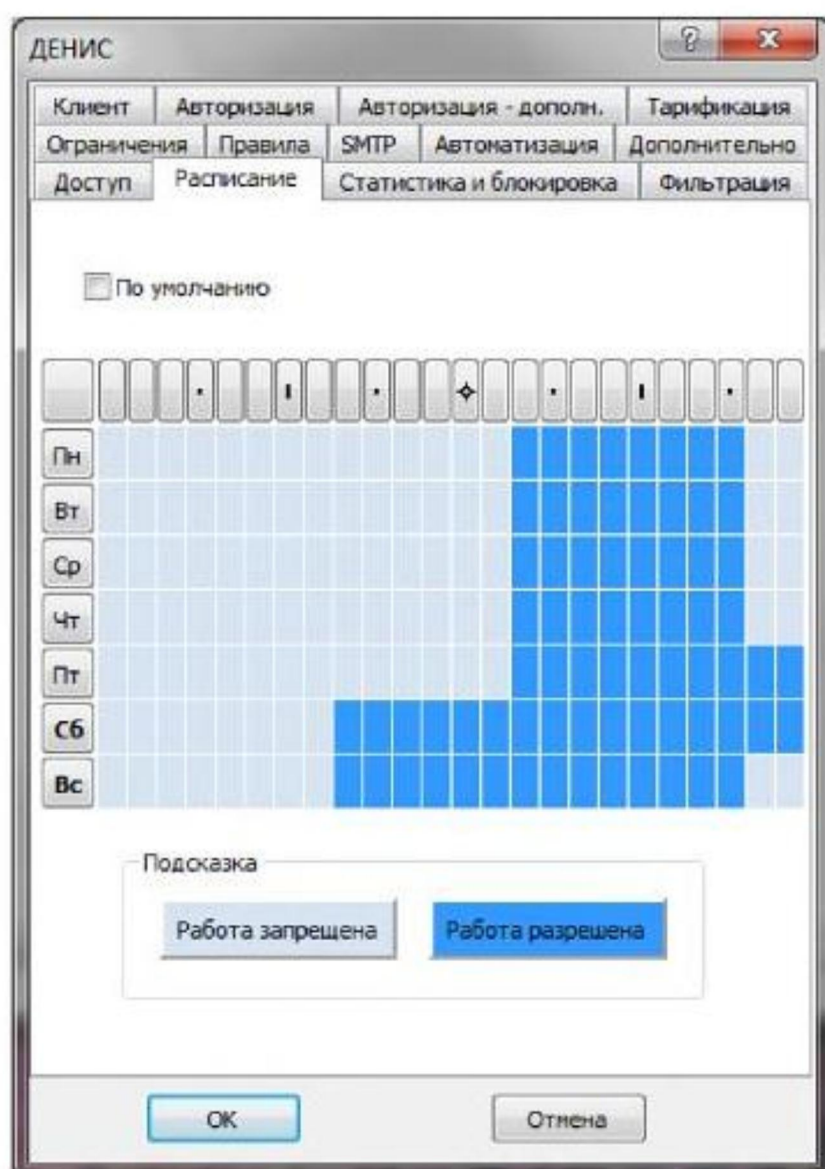 ДЕНИС
Клиент Авторизация Авторизация - дополн. Тарификация
Ограничения Правила SMTP Автоматизация Дополнительно
Доступ Расписание Статистика и блокировка Фильтрация
По умолчанию
Пн
Вт
Ср
Чт
Пт
Сб
Вс
Подсказка
Работа запрещена Работа разрешена
OK Отмена